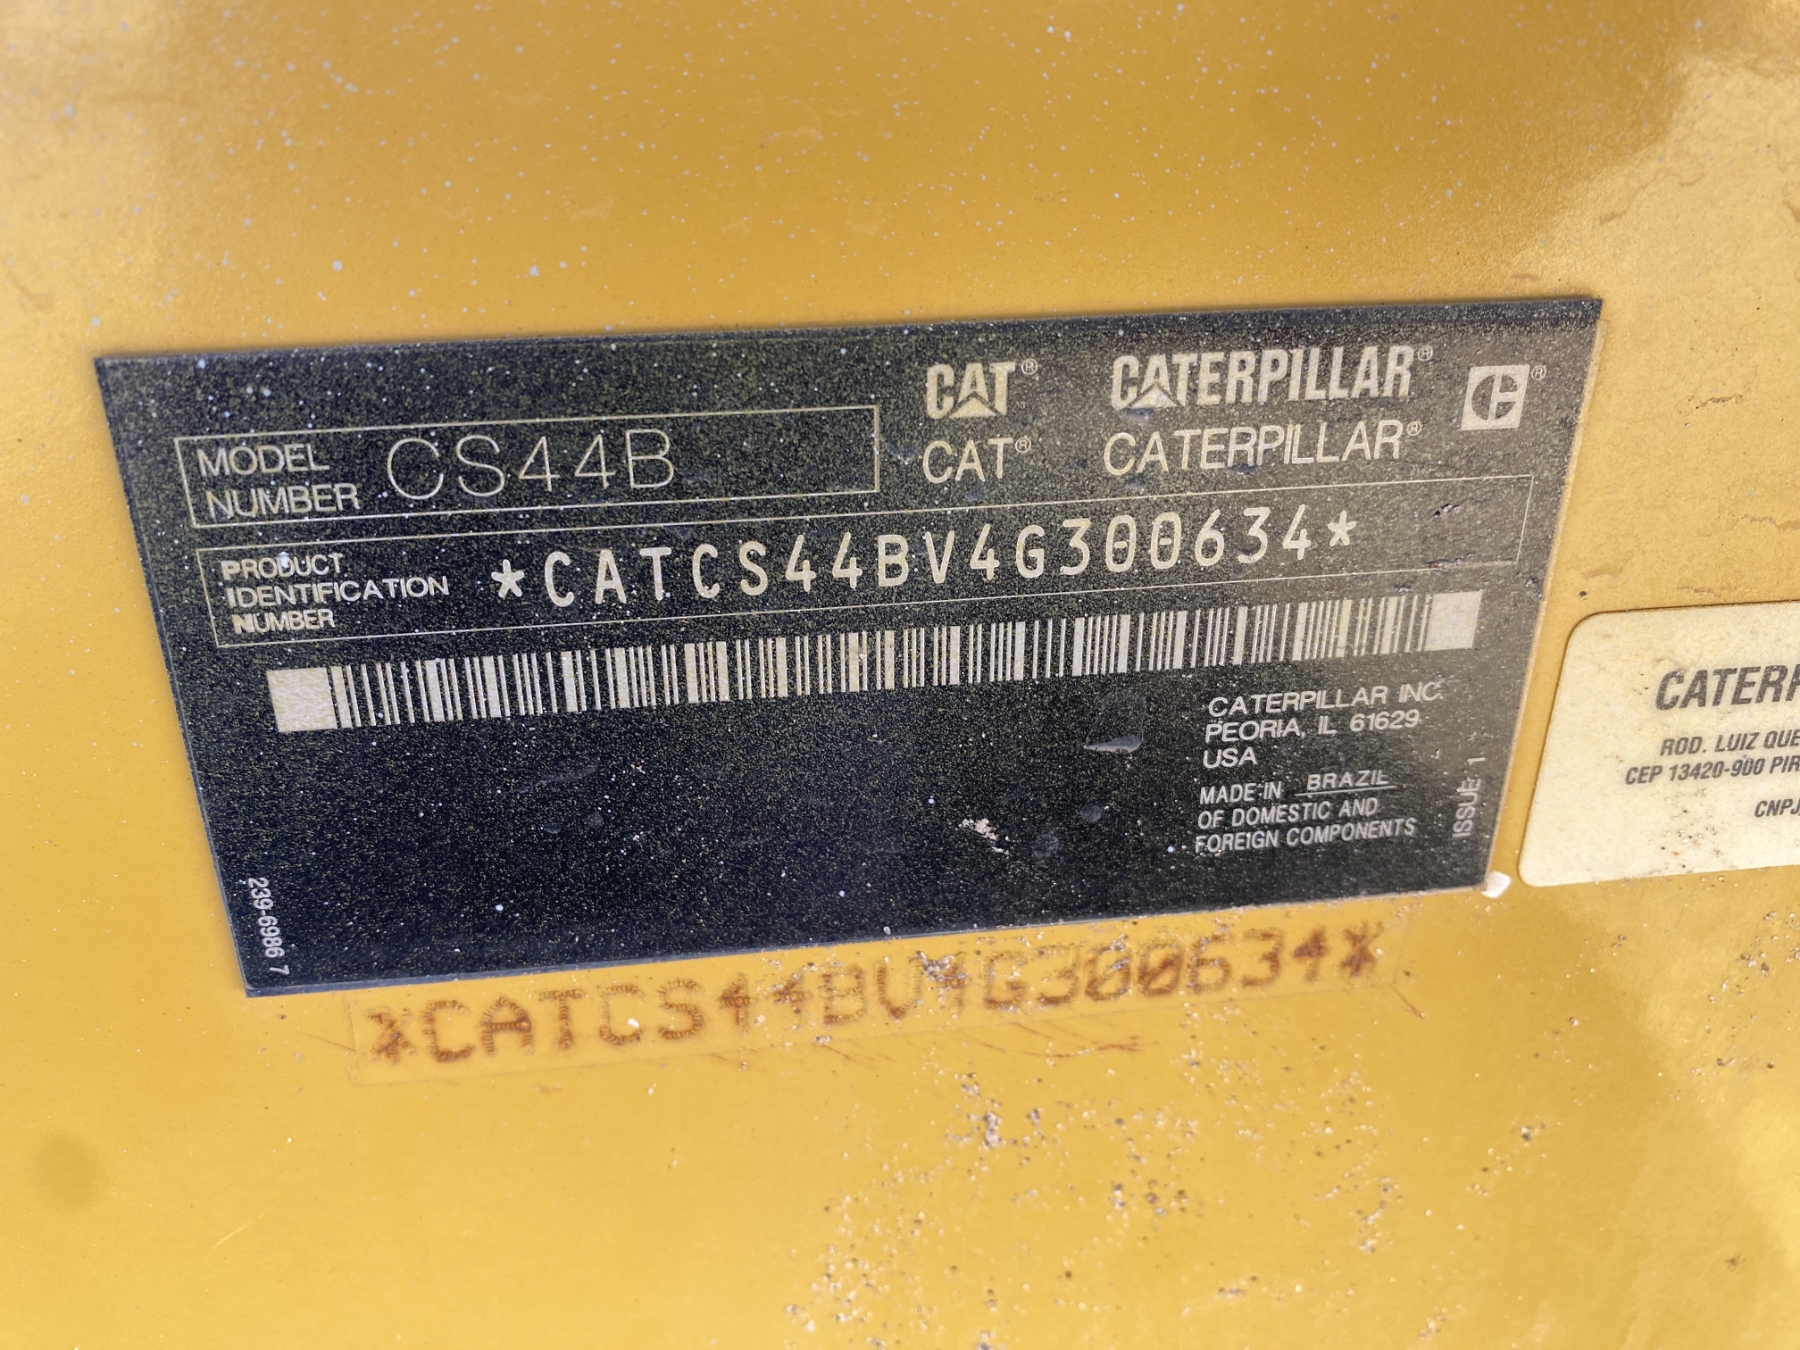 CAT® CATERPILLAR® ®
CAT® CATERPILLAR®
MODEL
NUMBER
CS44B
PRODUCT
IDENTIFICATION
NUMBER
*CATCS44BV4G300634*
CATERPILLAR INC.
PEORIA, IL 61629
USA
MADE IN BRAZIL
OF DOMESTIC AND
FOREIGN COMPONENTS
ISSUE 1
239-6986 7
*CATCS44BV4G300634*
CATERP
ROD. LUIZ QUE
CEP 13420-900 PIR
CNPJ